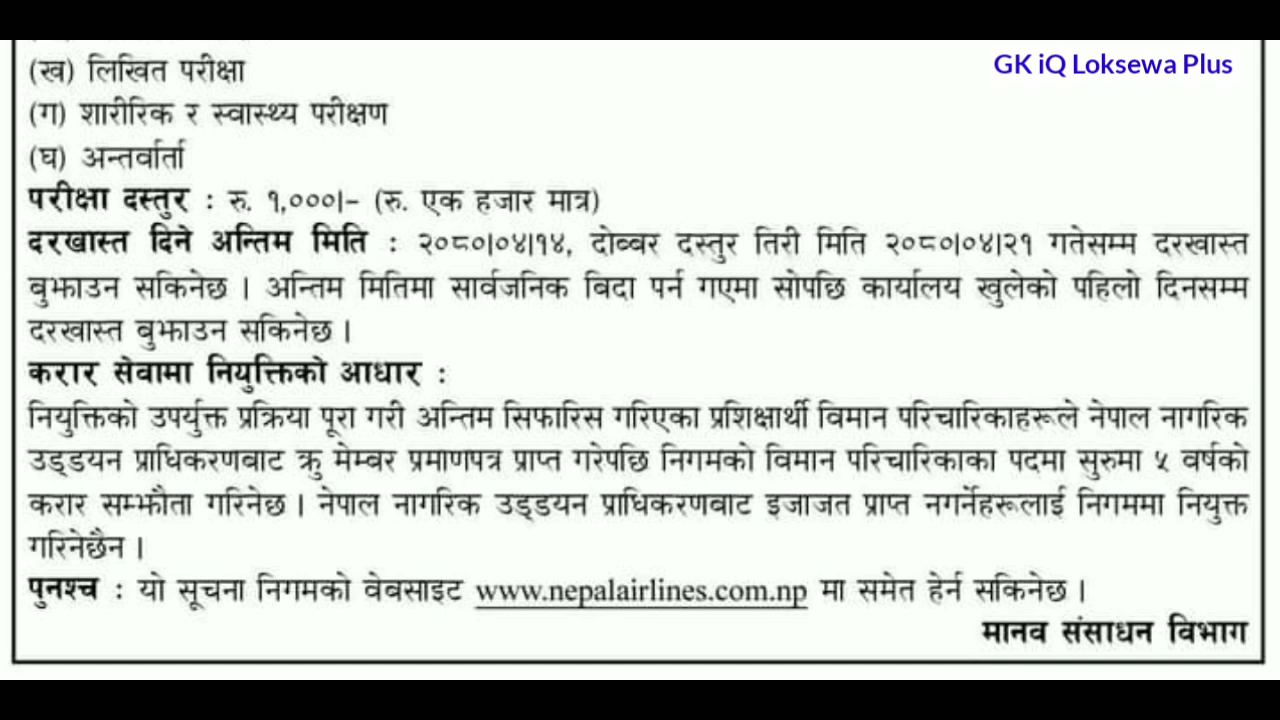 GK iQ Loksewa Plus
(ख) लिखित परीक्षा
(ग) शारीरिक र स्वास्थ्य परीक्षण
(घ) अन्तर्वार्ता
परीक्षा दस्तुर : रु. १,०००।– (रु. एक हजार मात्र)
दरखास्त दिने अन्तिम मिति : २०८०।०४।१४, दोब्बर दस्तुर तिरी मिति २०८०।०४।२१ गतेसम्म दरखास्त
बुझाउन सकिनेछ । अन्तिम मितिमा सार्वजनिक बिदा पर्न गएमा सोपछि कार्यालय खुलेको पहिलो दिनसम्म
दरखास्त बुझाउन सकिनेछ ।
करार सेवामा नियुक्तिको आधार :
नियुक्तिको उपर्युक्त प्रक्रिया पूरा गरी अन्तिम सिफारिस गरिएका प्रशिक्षार्थी विमान परिचारिकाहरूले नेपाल नागरिक
उड्डयन प्राधिकरणबाट क्रु मेम्बर प्रमाणपत्र प्राप्त गरेपछि निगमको विमान परिचारिकाका पदमा सुरुमा ५ वर्षको
करार सम्झौता गरिनेछ । नेपाल नागरिक उड्डयन प्राधिकरणबाट इजाजत प्राप्त नगर्नेहरूलाई निगममा नियुक्त
गरिनेछैन ।
पुनश्च : यो सूचना निगमको वेबसाइट www.nepalairlines.com.np मा समेत हेर्न सकिनेछ ।
मानव संसाधन विभाग